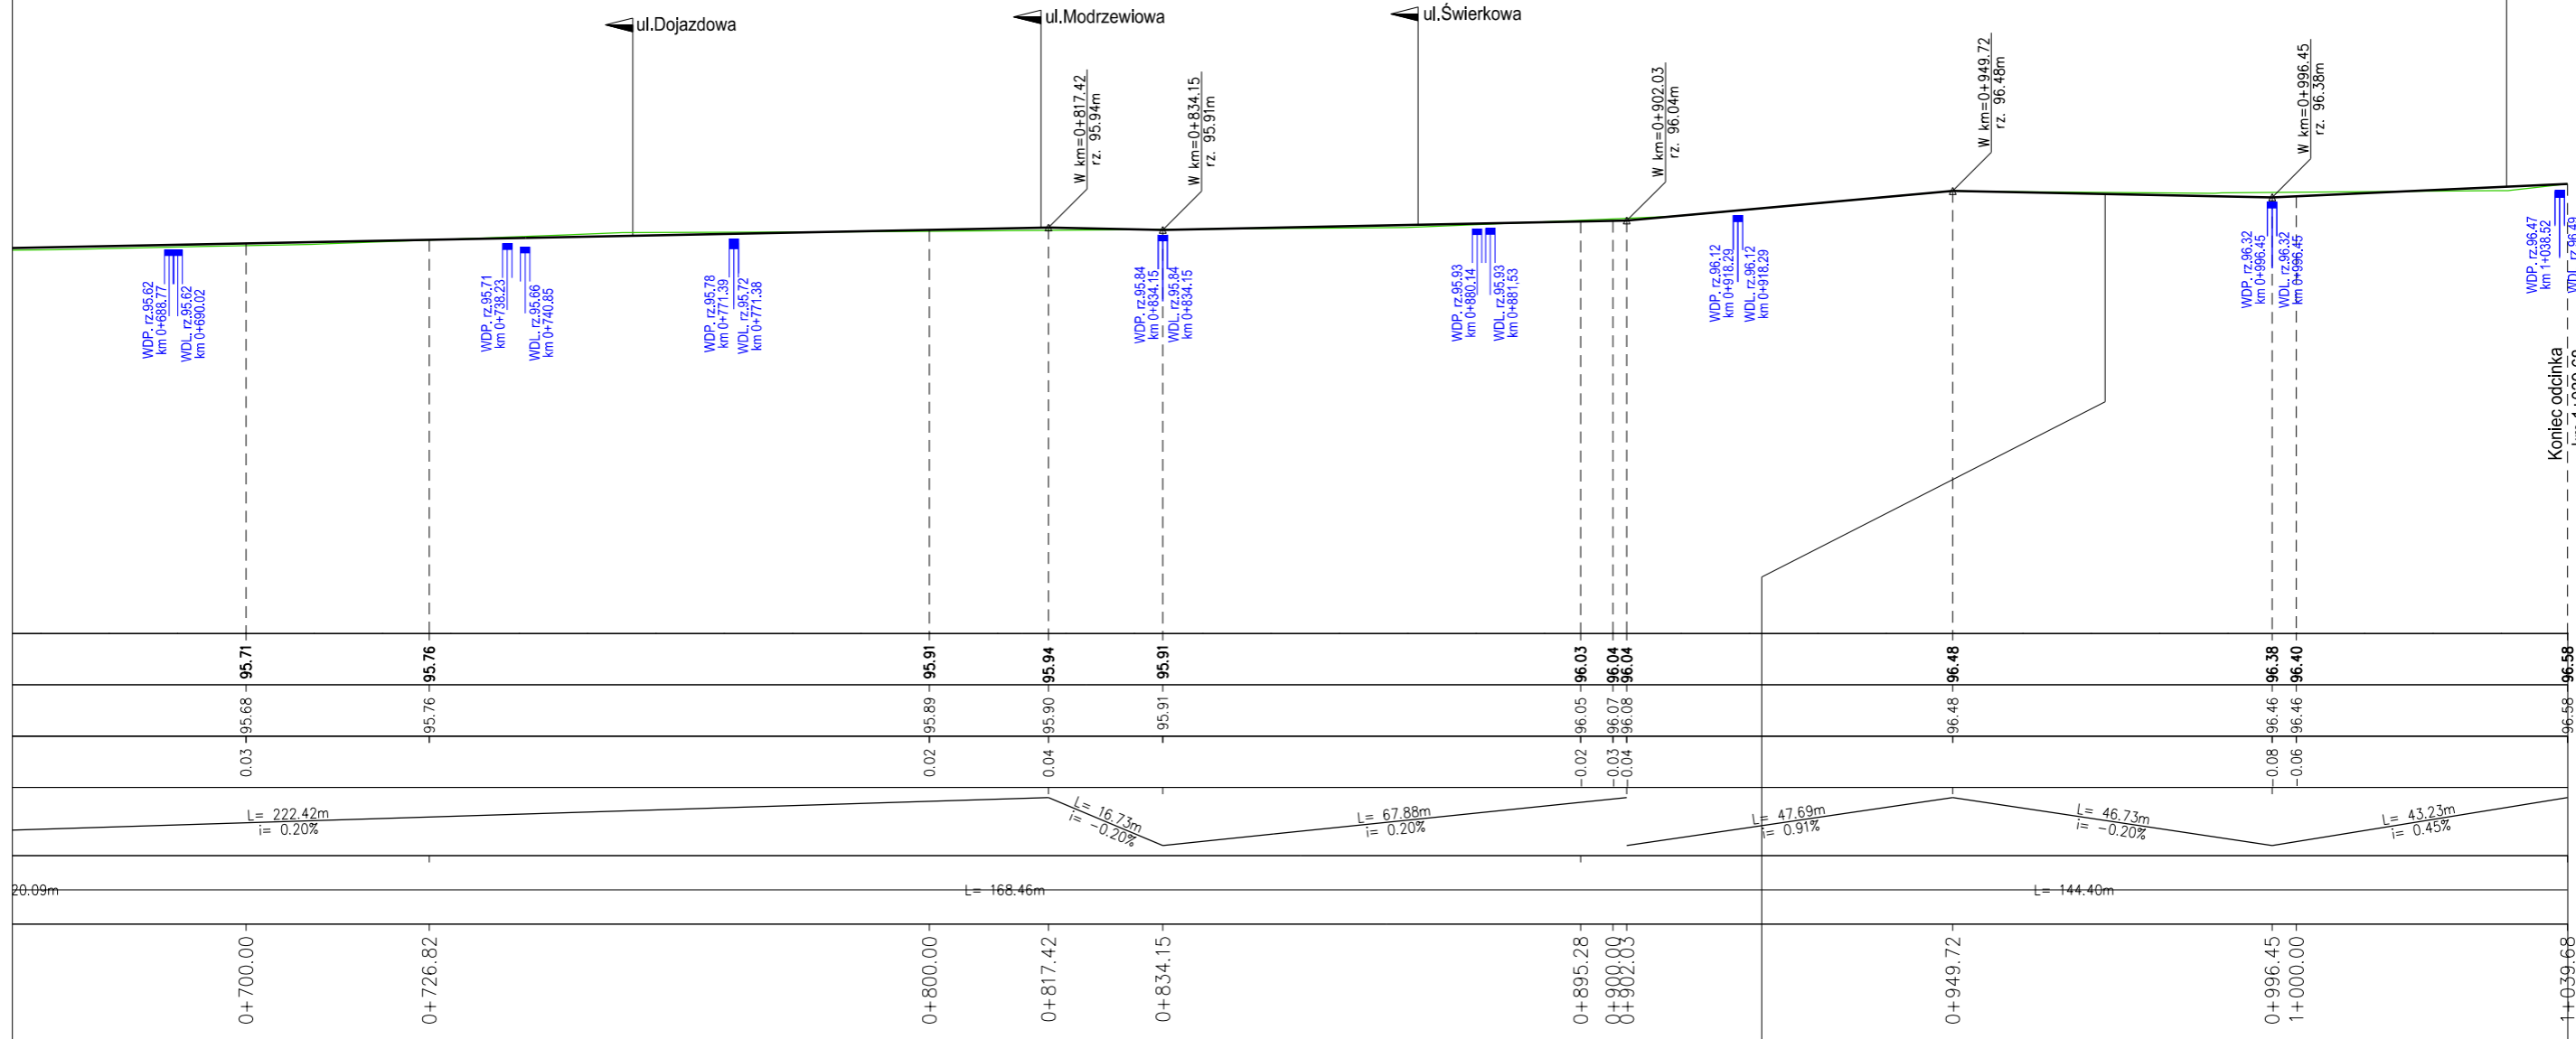 ul.Dojazdowa
ul.Modrzewiowa
ul.Świerkowa
W km=0+817.42
rz. 95.94m
W km=0+834.15
rz. 95.91m
W km=0+902.03
rz. 96.04m
W km=0+949.72
rz. 96.48m
W km=0+996.45
rz. 96.38m
WDP. rz.95.62
km 0+688.77
WDL. rz.95.62
km 0+690.02
WDP. rz.95.71
km 0+738.23
WDL. rz.95.66
km 0+740.85
WDP. rz.95.78
km 0+771.39
WDL. rz.95.72
km 0+771.38
WDP. rz.95.84
km 0+834.15
WDL. rz.95.84
km 0+834.15
WDP. rz.95.93
km 0+880.14
WDL. rz.95.93
km 0+881,53
WDP. rz.96.12
km 0+918.29
WDL. rz.96.12
km 0+918.29
WDP. rz.96.32
km 0+996.45
WDL. rz.96.32
km 0+996.45
WDP. rz.96.47
km 1+038.52
WDL. rz.96.49
Koniec odcinka
95.71 95.76 95.91 95.94 95.91 96.03 96.04 96.04 96.48 96.38 96.40 96.58
95.68 95.76 95.89 95.90 95.91 96.05 96.07 96.08 96.48 96.46 96.46 96.58
0.03 0.02 0.04 -0.02 -0.03 -0.04 -0.08 -0.06
L= 222.42m
i= 0.20%
L= 16.73m
i= -0.20%
L= 67.88m
i= 0.20%
L= 47.69m
i= 0.91%
L= 46.73m
i= -0.20%
L= 43.23m
i= 0.45%
20.09m L= 168.46m L= 144.40m
0+700.00 0+726.82 0+800.00 0+817.42 0+834.15 0+895.28 0+900.00 0+902.03 0+949.72 0+996.45 1+000.00 1+039.68